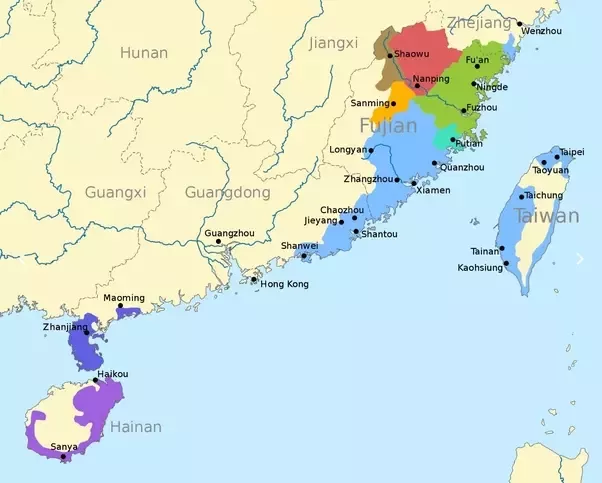 Zhejiang
Wenzhou
Hunan
Jiangxi
Shaowu
Fu'an
Nanping
Ningde
Sanming
Fuzhou
Fujian
Putian
Longyan
Quanzhou
Taipei
Taoyuan
Zhangzhou
Xiamen
Guangxi
Guangdong
Taichung
Chaozhou
Jieyang
Taiwan
Shantou
Guangzhou
Shanwei
Tainan
Kaohsiung
Hong Kong
Maoming
Zhanjiang
Haikou
Hainan
Sanya